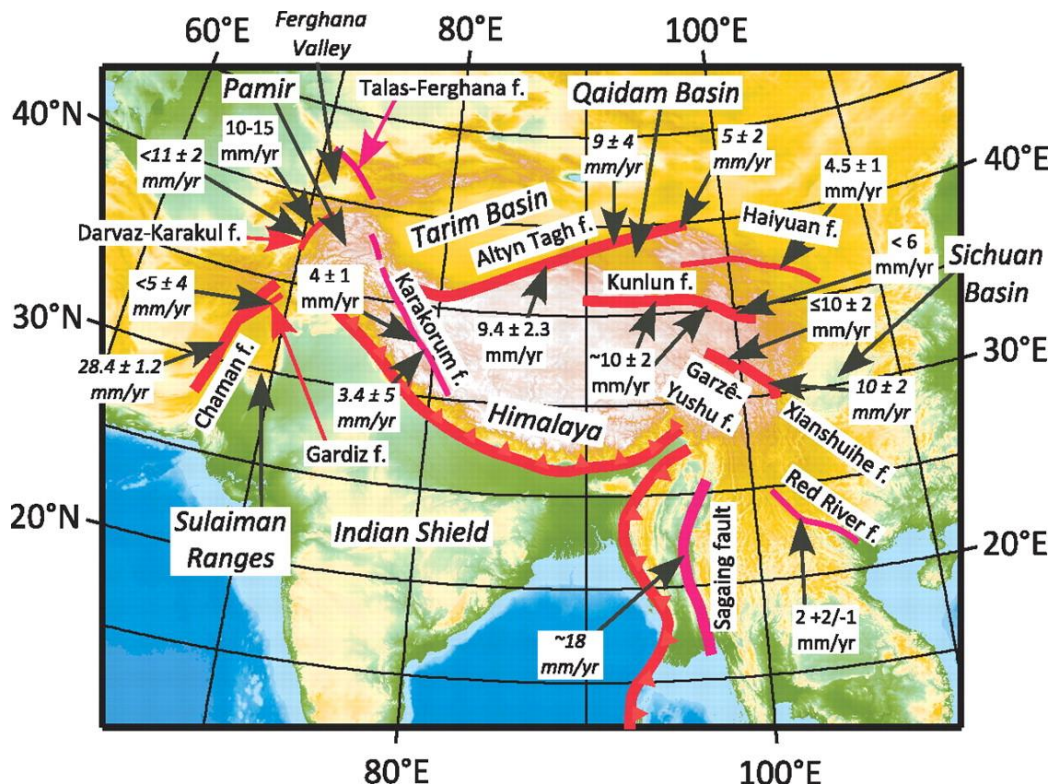 60°E
Ferghana
Valley
80°E
100°E
Pamir
Talas-Ferghana f.
Qaidam Basin
40°N
10-15
mm/yr
9 ± 4
mm/yr
5 ± 2
mm/yr
40°E
<11 ± 2
mm/yr
4.5 ± 1
mm/yr
Tarim Basin
Haiyuan f.
Darvaz-Karakul f.
Altyn Tagh f.
< 6
Sichuan
Basin
<5 ± 4
mm/yr
4 ± 1
mm/yr
Karakorum f.
Kunlun f.
≤10 ± 2
mm/yr
30°N
9.4 ± 2.3
mm/yr
~10 ± 2
mm/yr
30°E
28.4 ± 1.2
mm/yr
Chaman f.
3.4 ± 5
mm/yr
Garzê-
Yushu f.
10 ± 2
mm/yr
Himalaya
Xianshuihe f.
Gardiz f.
20°N
Sulaiman
Ranges
Indian Shield
Sagaing fault
Red River f.
20°E
~18
mm/yr
2 +2/-1
mm/yr
80°E
100°E